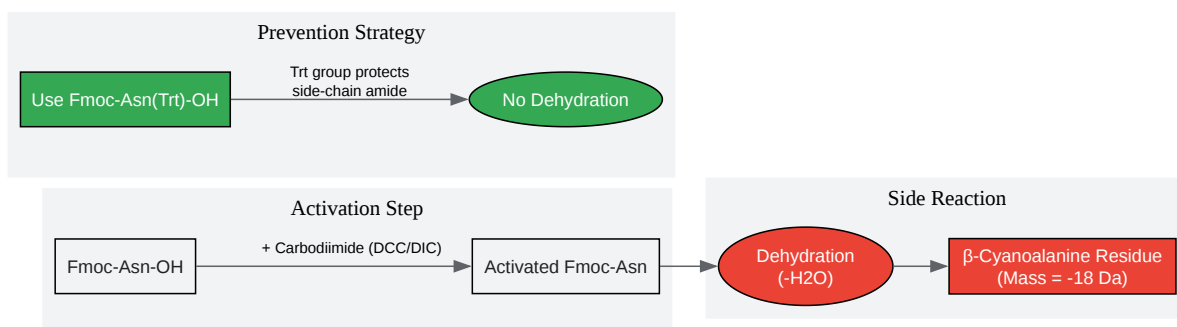 Prevention Strategy
Use Fmoc-Asn(Trt)-OH
Trt group protects
side-chain amide
No Dehydration
Activation Step
Fmoc-Asn-OH
+ Carbodiimide (DCC/DIC)
Activated Fmoc-Asn
Side Reaction
Dehydration
(-H2O)
β-Cyanoalanine Residue
(Mass = -18 Da)